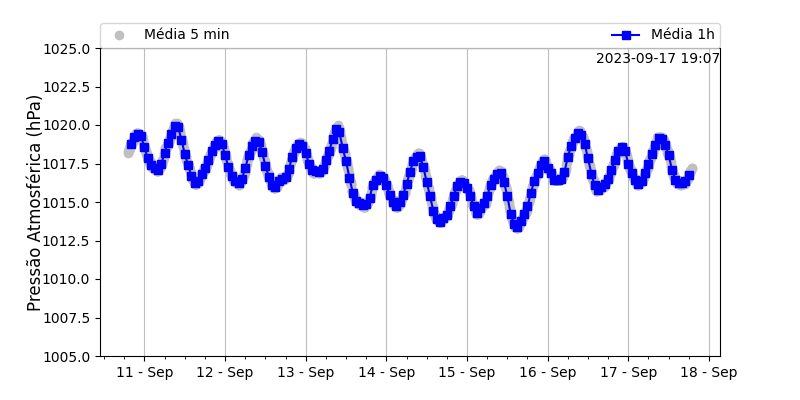 Média 5 min
Média 1h
2023-09-17 19:07
Pressão Atmosférica (hPa)
1025.0
1022.5
1020.0
1017.5
1015.0
1012.5
1010.0
1007.5
1005.0
11 - Sep
12 - Sep
13 - Sep
14 - Sep
15 - Sep
16 - Sep
17 - Sep
18 - Sep